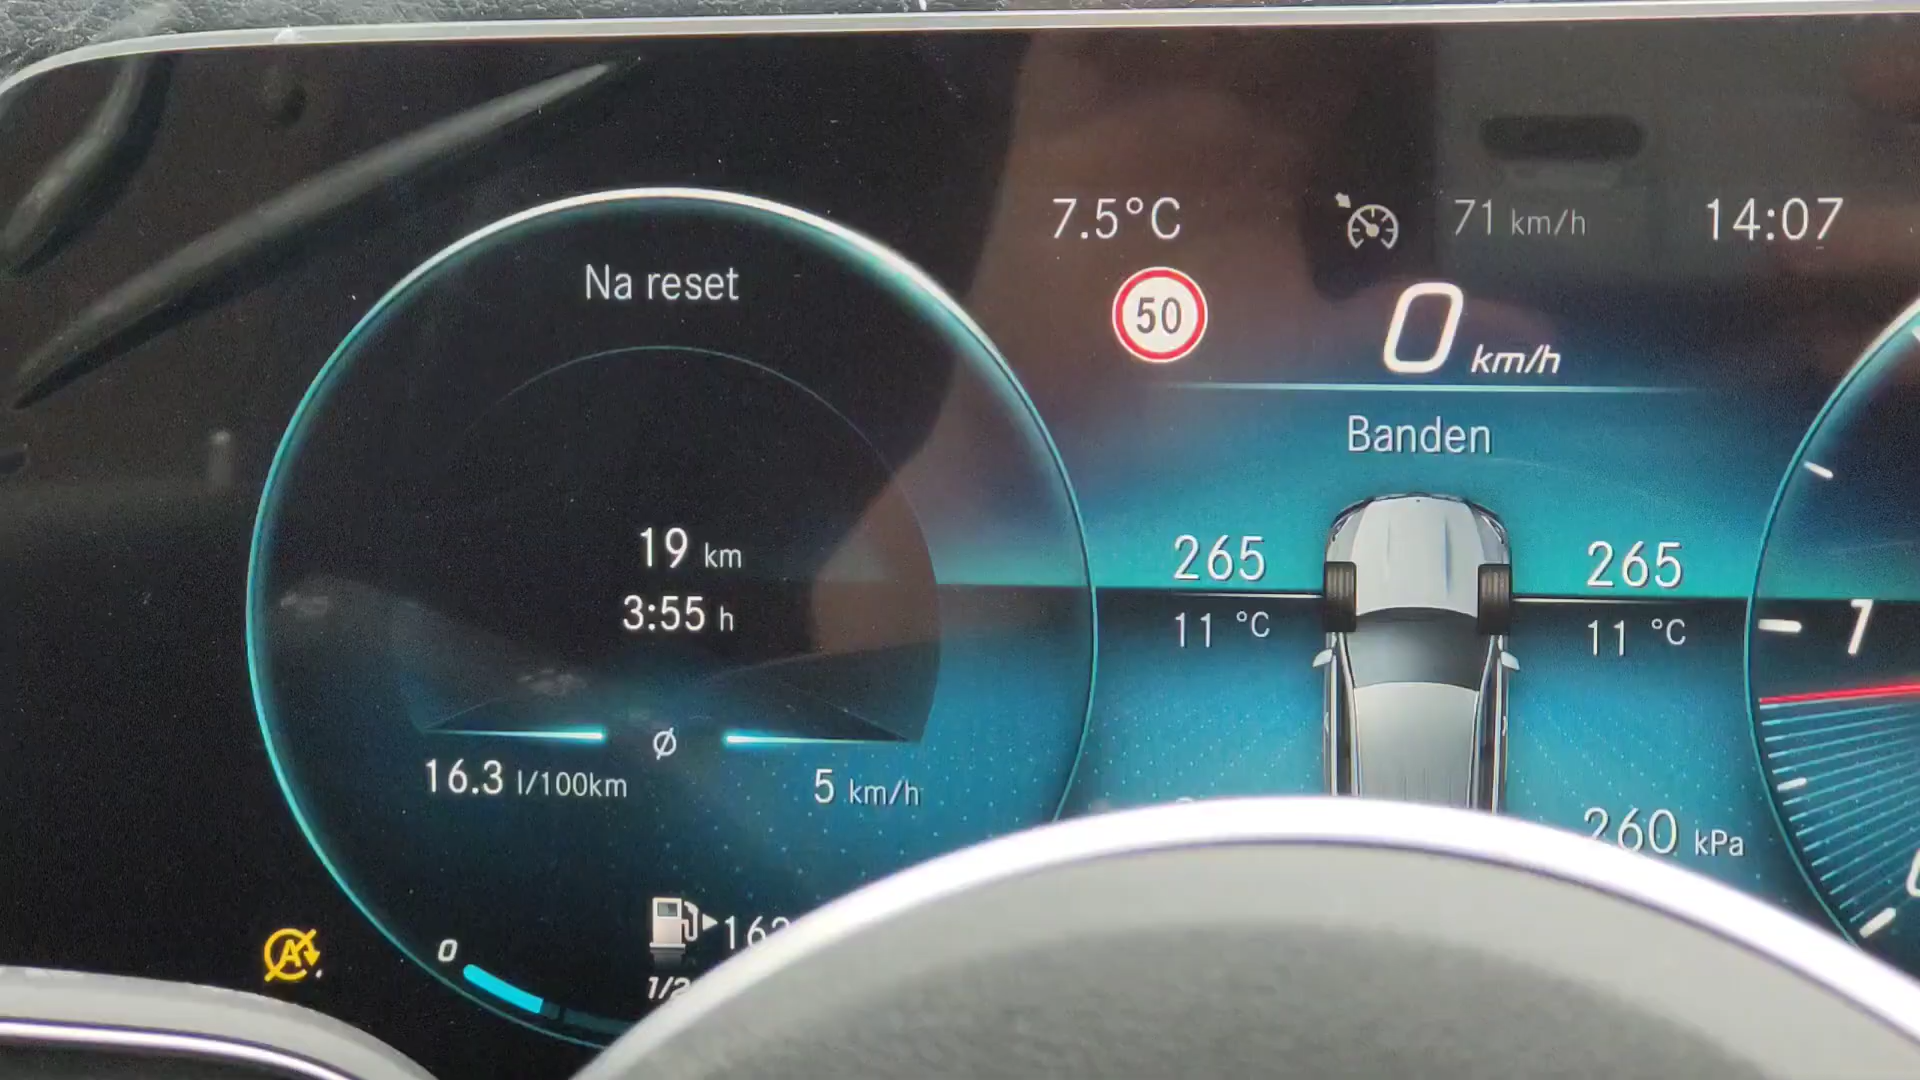 7.5°C
71 km/h
14:07
Na reset
50
0 km/h
Banden
19 km
265
265
3:55 h
11 °C
11 °C
7
Ø
16.3 l/100km
5 km/h
260 kPa
0